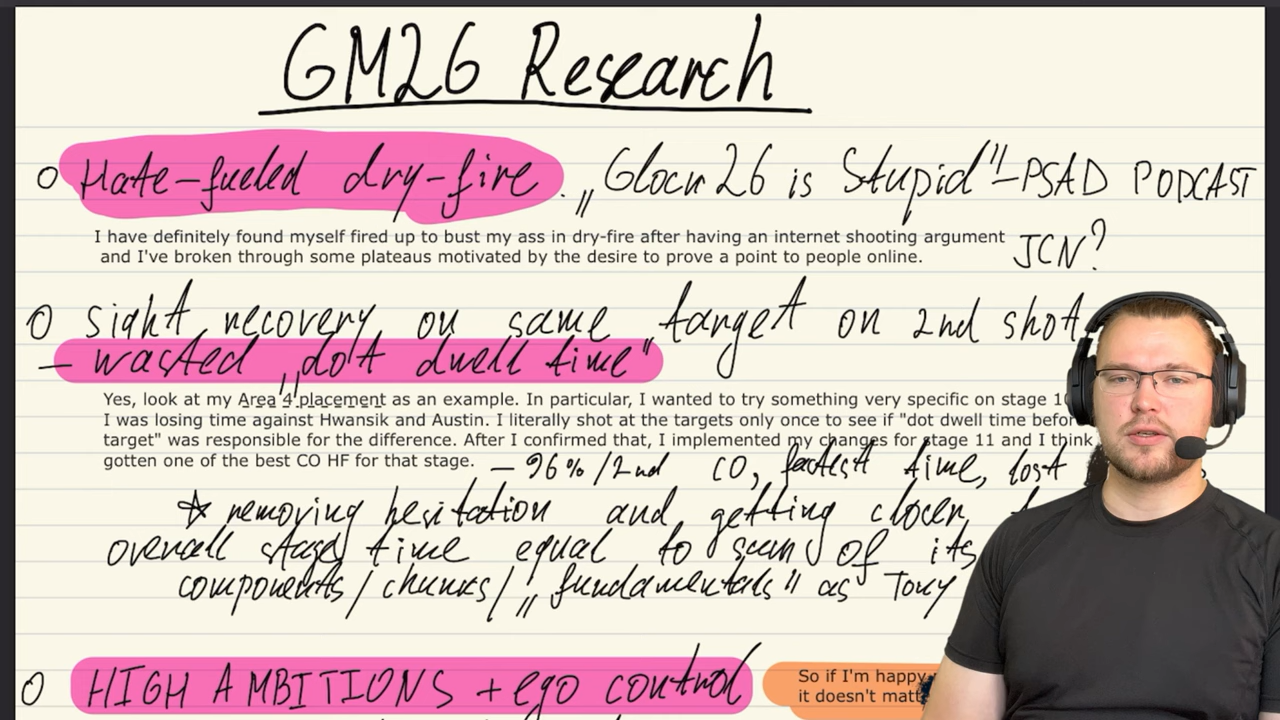 GM26 Research
o Hate-fueled dry-fire. „Glock 26 is Stupid"-PSAD PODCAST
I have definitely found myself fired up to bust my ass in dry-fire after having an internet shooting argument
and I've broken through some plateaus motivated by the desire to prove a point to people online.
JCN?
o sight recovery on same target on 2nd shot
- wasted „dot dwell time"
Yes, look at my Area 4 placement as an example. In particular, I wanted to try something very specific on stage
I was losing time against Hwansik and Austin. I literally shot at the targets only once to see if "dot dwell time
target" was responsible for the difference. After I confirmed that, I implemented my changes for stage 11 and I think
gotten one of the best CO HF for that stage. - 96%/2nd CO, fastest time, lost
* removing hesitation and getting closer
overall stage time equal to sum of its
components/chunks/„fundamentals" as Tony
o HIGH AMBITIONS + ego control
So if I'm happy
it doesn't matt